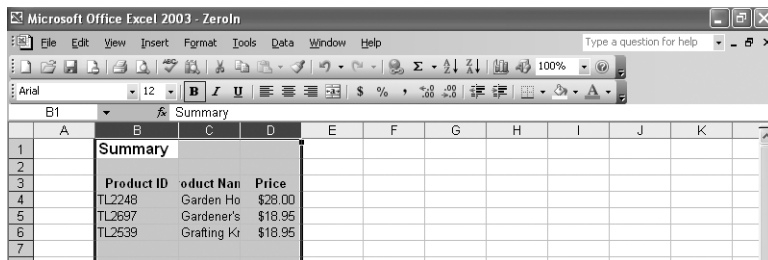 Microsoft Office Excel 2003 - ZeroIn
File Edit View Insert Format Tools Data Window Help Type a question for help
100%
Arial 12 B I U $ % , A
B1 fx Summary
A B C D E F G H I J K
1 Summary
2
3 Product ID oduct Nan Price
4 TL2248 Garden Ho $28.00
5 TL2697 Gardener's $18.95
6 TL2539 Grafting Kr $18.95
7